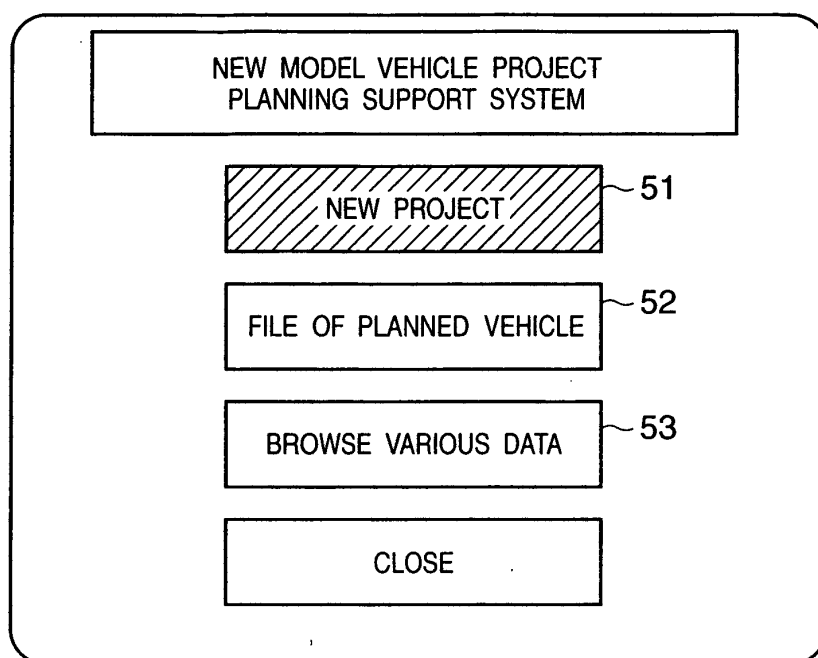 NEW MODEL VEHICLE PROJECT
PLANNING SUPPORT SYSTEM
NEW PROJECT
51
FILE OF PLANNED VEHICLE
52
BROWSE VARIOUS DATA
53
CLOSE